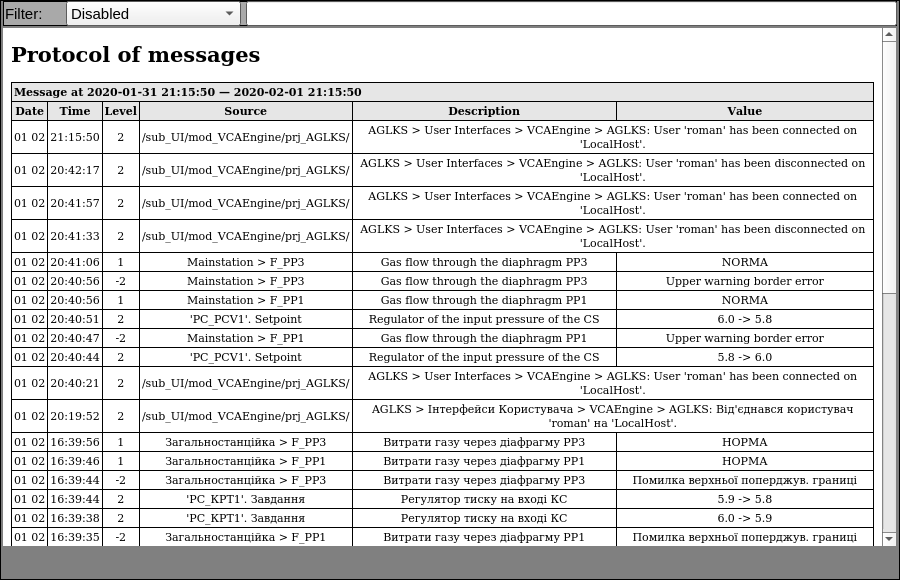 Filter: Disabled
Protocol of messages
Message at 2020-01-31 21:15:50 — 2020-02-01 21:15:50
Date Time Level Source Description Value
01 02 21:15:50 2 /sub_UI/mod_VCAEngine/prj_AGLKS/ AGLKS > User Interfaces > VCAEngine > AGLKS: User 'roman' has been connected on
'LocalHost'.
01 02 20:42:17 2 /sub_UI/mod_VCAEngine/prj_AGLKS/ AGLKS > User Interfaces > VCAEngine > AGLKS: User 'roman' has been disconnected on
'LocalHost'.
01 02 20:41:57 2 /sub_UI/mod_VCAEngine/prj_AGLKS/ AGLKS > User Interfaces > VCAEngine > AGLKS: User 'roman' has been connected on
'LocalHost'.
01 02 20:41:33 2 /sub_UI/mod_VCAEngine/prj_AGLKS/ AGLKS > User Interfaces > VCAEngine > AGLKS: User 'roman' has been disconnected on
'LocalHost'.
01 02 20:41:06 1 Mainstation > F_PP3 Gas flow through the diaphragm PP3 NORMA
01 02 20:40:56 -2 Mainstation > F_PP3 Gas flow through the diaphragm PP3 Upper warning border error
01 02 20:40:56 1 Mainstation > F_PP1 Gas flow through the diaphragm PP1 NORMA
01 02 20:40:51 2 'PC_PCV1'. Setpoint Regulator of the input pressure of the CS 6.0 -> 5.8
01 02 20:40:47 -2 Mainstation > F_PP1 Gas flow through the diaphragm PP1 Upper warning border error
01 02 20:40:44 2 'PC_PCV1'. Setpoint Regulator of the input pressure of the CS 5.8 -> 6.0
01 02 20:40:21 2 /sub_UI/mod_VCAEngine/prj_AGLKS/ AGLKS > User Interfaces > VCAEngine > AGLKS: User 'roman' has been connected on
'LocalHost'.
01 02 20:19:52 2 /sub_UI/mod_VCAEngine/prj_AGLKS/ AGLKS > Інтерфейси Користувача > VCAEngine > AGLKS: Від'єднався користувач
'roman' на 'LocalHost'.
01 02 16:39:56 1 Загальностанційка > F_PP3 Витрати газу через діафрагму PP3 НОРМА
01 02 16:39:46 1 Загальностанційка > F_PP1 Витрати газу через діафрагму PP1 НОРМА
01 02 16:39:44 -2 Загальностанційка > F_PP3 Витрати газу через діафрагму PP3 Помилка верхньої поперджув. границі
01 02 16:39:44 2 'PC_КРТ1'. Завдання Регулятор тиску на вході КС 5.9 -> 5.8
01 02 16:39:38 2 'PC_КРТ1'. Завдання Регулятор тиску на вході КС 6.0 -> 5.9
01 02 16:39:35 -2 Загальностанційка > F_PP1 Витрати газу через діафрагму PP1 Помилка верхньої поперджув. границі